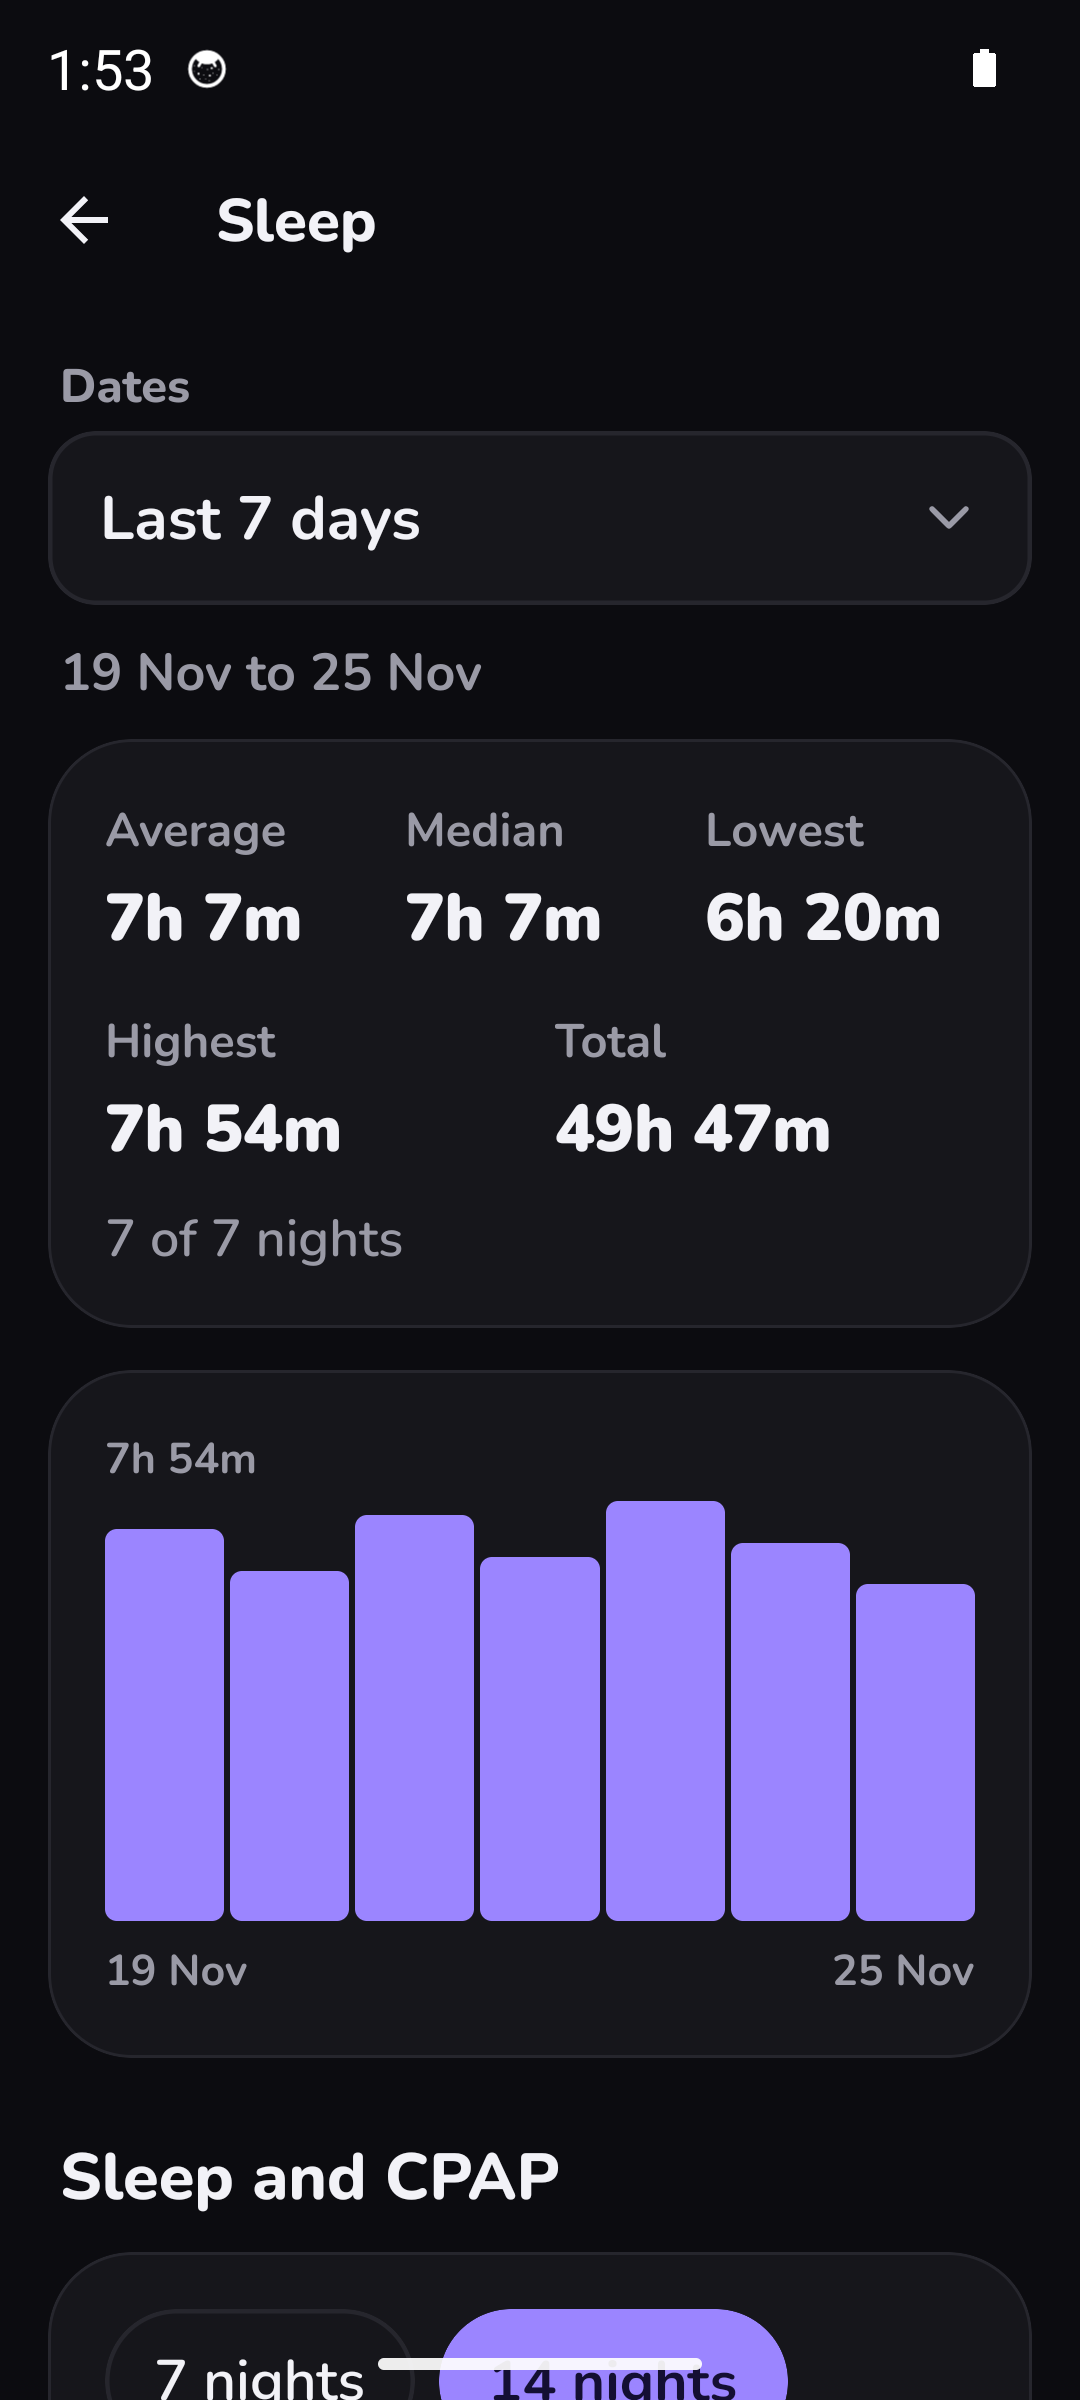 1:53
Sleep
Dates
Last 7 days
19 Nov to 25 Nov
Average Median Lowest
7h 7m 7h 7m 6h 20m
Highest Total
7h 54m 49h 47m
7 of 7 nights
7h 54m
19 Nov 25 Nov
Sleep and CPAP
7 nights 14 nights